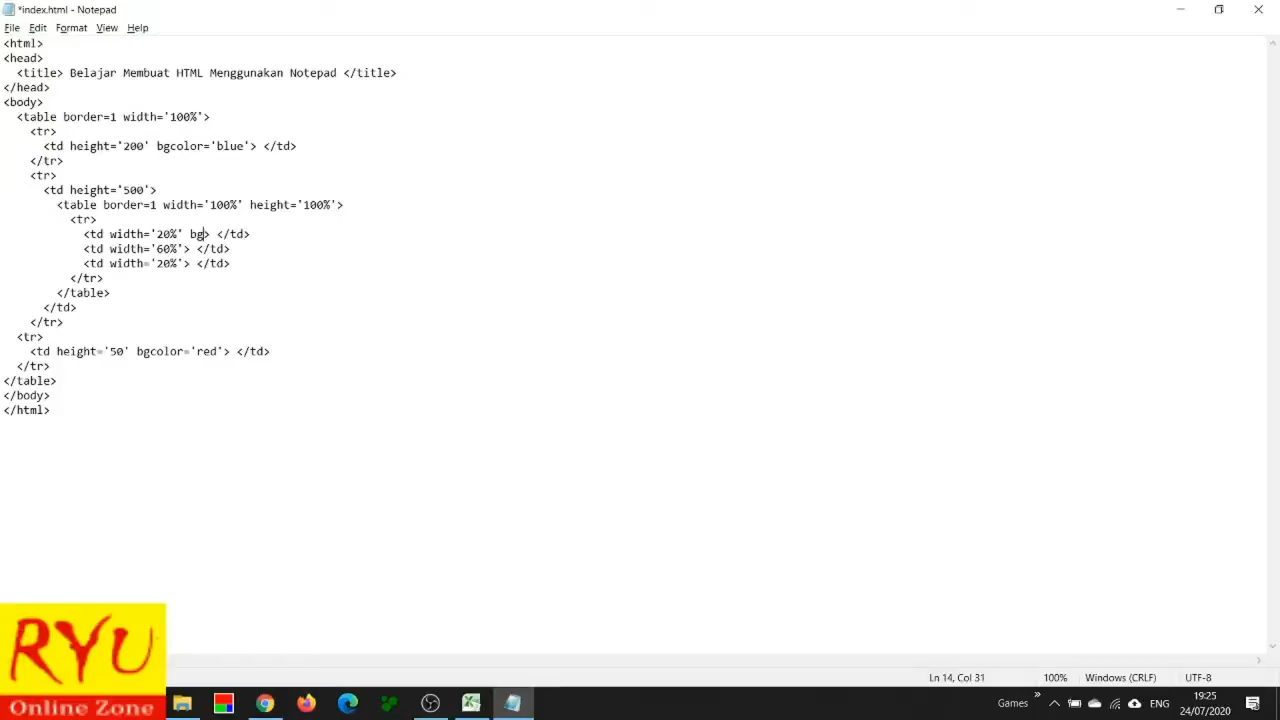 *index.html - Notepad
File Edit Format View Help
<html>
<head>
  <title> Belajar Membuat HTML Menggunakan Notepad </title>
</head>
<body>
  <table border=1 width='100%'>
    <tr>
      <td height='200' bgcolor='blue'> </td>
    </tr>
    <tr>
      <td height='500'>
        <table border=1 width='100%' height='100%'>
          <tr>
            <td width='20%' bg> </td>
            <td width='60%'> </td>
            <td width='20%'> </td>
          </tr>
        </table>
      </td>
    </tr>
  <tr>
    <td height='50' bgcolor='red'> </td>
  </tr>
</table>
</body>
</html>
RYU
Online Zone
Ln 14, Col 31 100% Windows (CRLF) UTF-8
Games ENG 19:25
24/07/2020